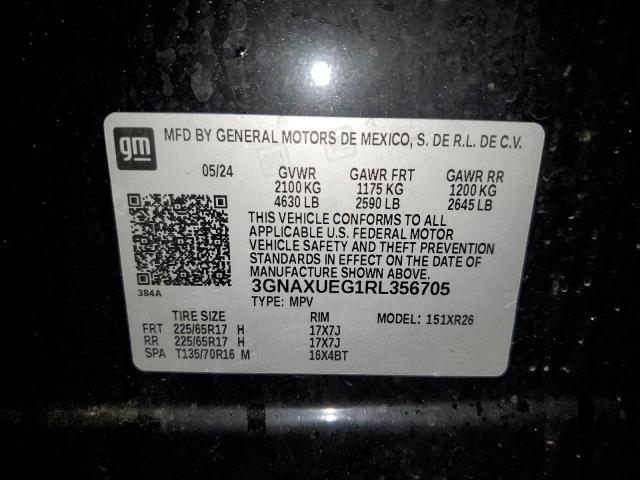 gm
MFD BY GENERAL MOTORS DE MEXICO, S. DE R.L. DE C.V.
05/24 GVWR GAWR FRT GAWR RR
2100 KG 1175 KG 1200 KG
4630 LB 2590 LB 2645 LB
THIS VEHICLE CONFORMS TO ALL
APPLICABLE U.S. FEDERAL MOTOR
VEHICLE SAFETY AND THEFT PREVENTION
STANDARDS IN EFFECT ON THE DATE OF
MANUFACTURE SHOWN ABOVE.
384A
3GNAXUEG1RL356705
TYPE: MPV
TIRE SIZE RIM MODEL: 151XR26
FRT 225/65R17 H 17X7J
RR 225/65R17 H 17X7J
SPA T135/70R16 M 16X4BT